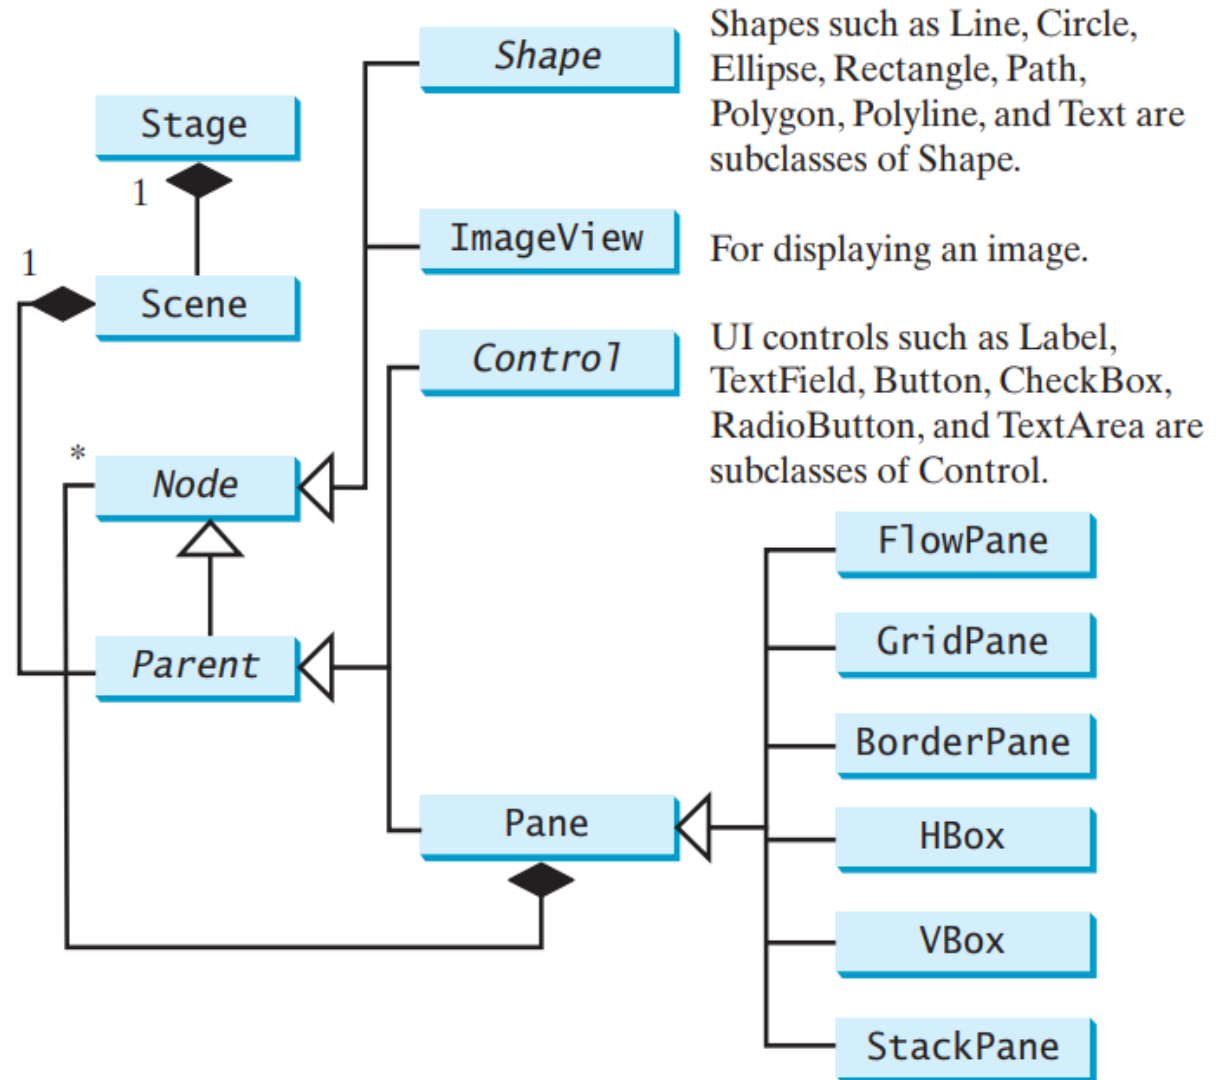 Shape
Shapes such as Line, Circle,
Ellipse, Rectangle, Path,
Polygon, Polyline, and Text are
subclasses of Shape.
Stage
1
ImageView
For displaying an image.
1
Scene
Control
UI controls such as Label,
TextField, Button, CheckBox,
RadioButton, and TextArea are
subclasses of Control.
*
Node
FlowPane
GridPane
Parent
BorderPane
Pane
HBox
VBox
StackPane